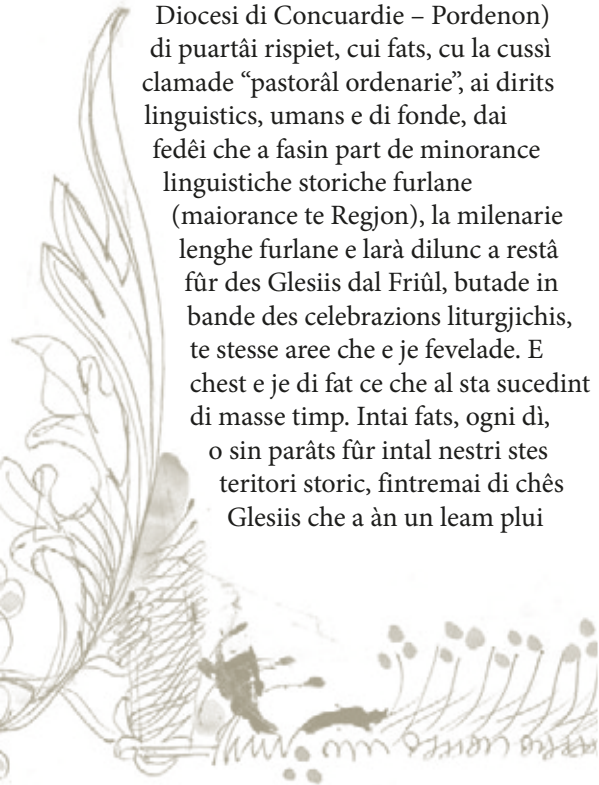 Diocesi di Concuardie – Pordenon)
di puartâi rispiet, cui fats, cu la cussì
clamade “pastorâl ordenarie”, ai dirits
linguistics, umans e di fonde, dai
fedêi che a fasin part de minorance
linguistiche storiche furlane
(maiorance te Regjon), la milenarie
lenghe furlane e larà dilunc a restâ
fûr des Glesiis dal Friûl, butade in
bande des celebrazions liturgjichis,
te stesse aree che e je fevelade. E
chest e je di fat ce che al sta sucedint
di masse timp. Intai fats, ogni dì,
o sin parâts fûr intal nestri stes
teritori storic, fintremai di chês
Glesiis che a àn un leam plui